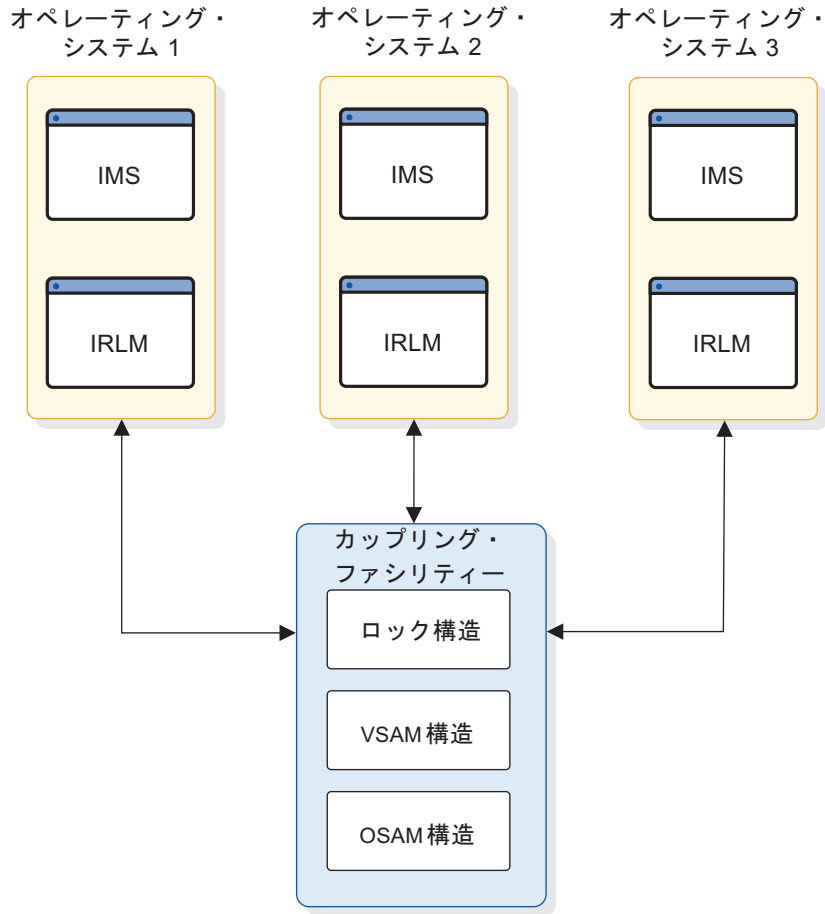 オペレーティング・
システム 1
オペレーティング・
システム 2
オペレーティング・
システム 3
IMS
IMS
IMS
IRLM
IRLM
IRLM
カップリング・
ファシリティー
ロック構造
VSAM 構造
OSAM 構造